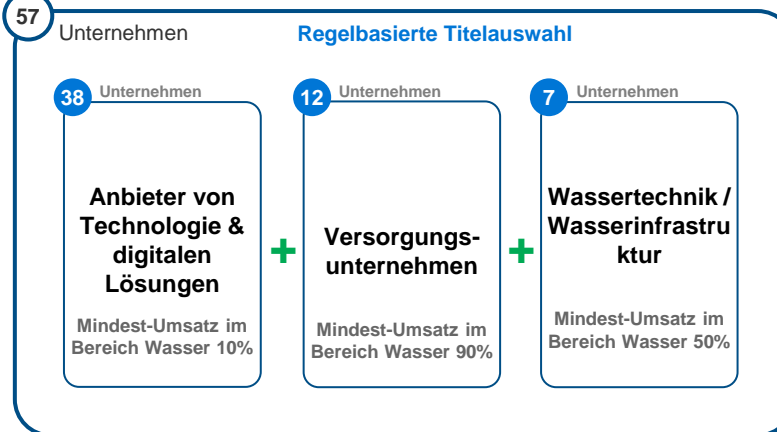 57
Unternehmen
Regelbasierte Titelauswahl
38 Unternehmen
Anbieter von
Technologie &
digitalen
Lösungen
Mindest-Umsatz im
Bereich Wasser 10%
+
12 Unternehmen
Versorgungs-
unternehmen
Mindest-Umsatz im
Bereich Wasser 90%
+
7 Unternehmen
Wassertechnik /
Wasserinfrastru
ktur
Mindest-Umsatz im
Bereich Wasser 50%